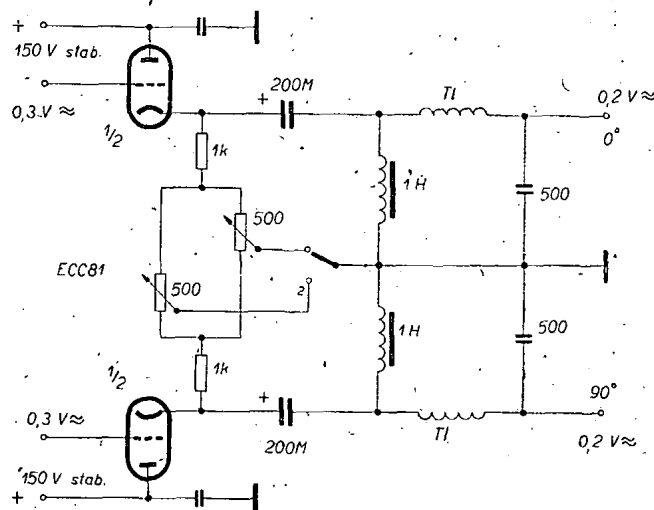 +
150 V stab.
0,3 V ≈
1/2
200M
+
Tl
0,2 V ≈
0°
1k
1 H
500
500
ECC81
500
2
1 H
500
1k
1/2
0,3 V ≈
+
200M
Tl.
90°
0,2 V ≈
150 V stab.
+